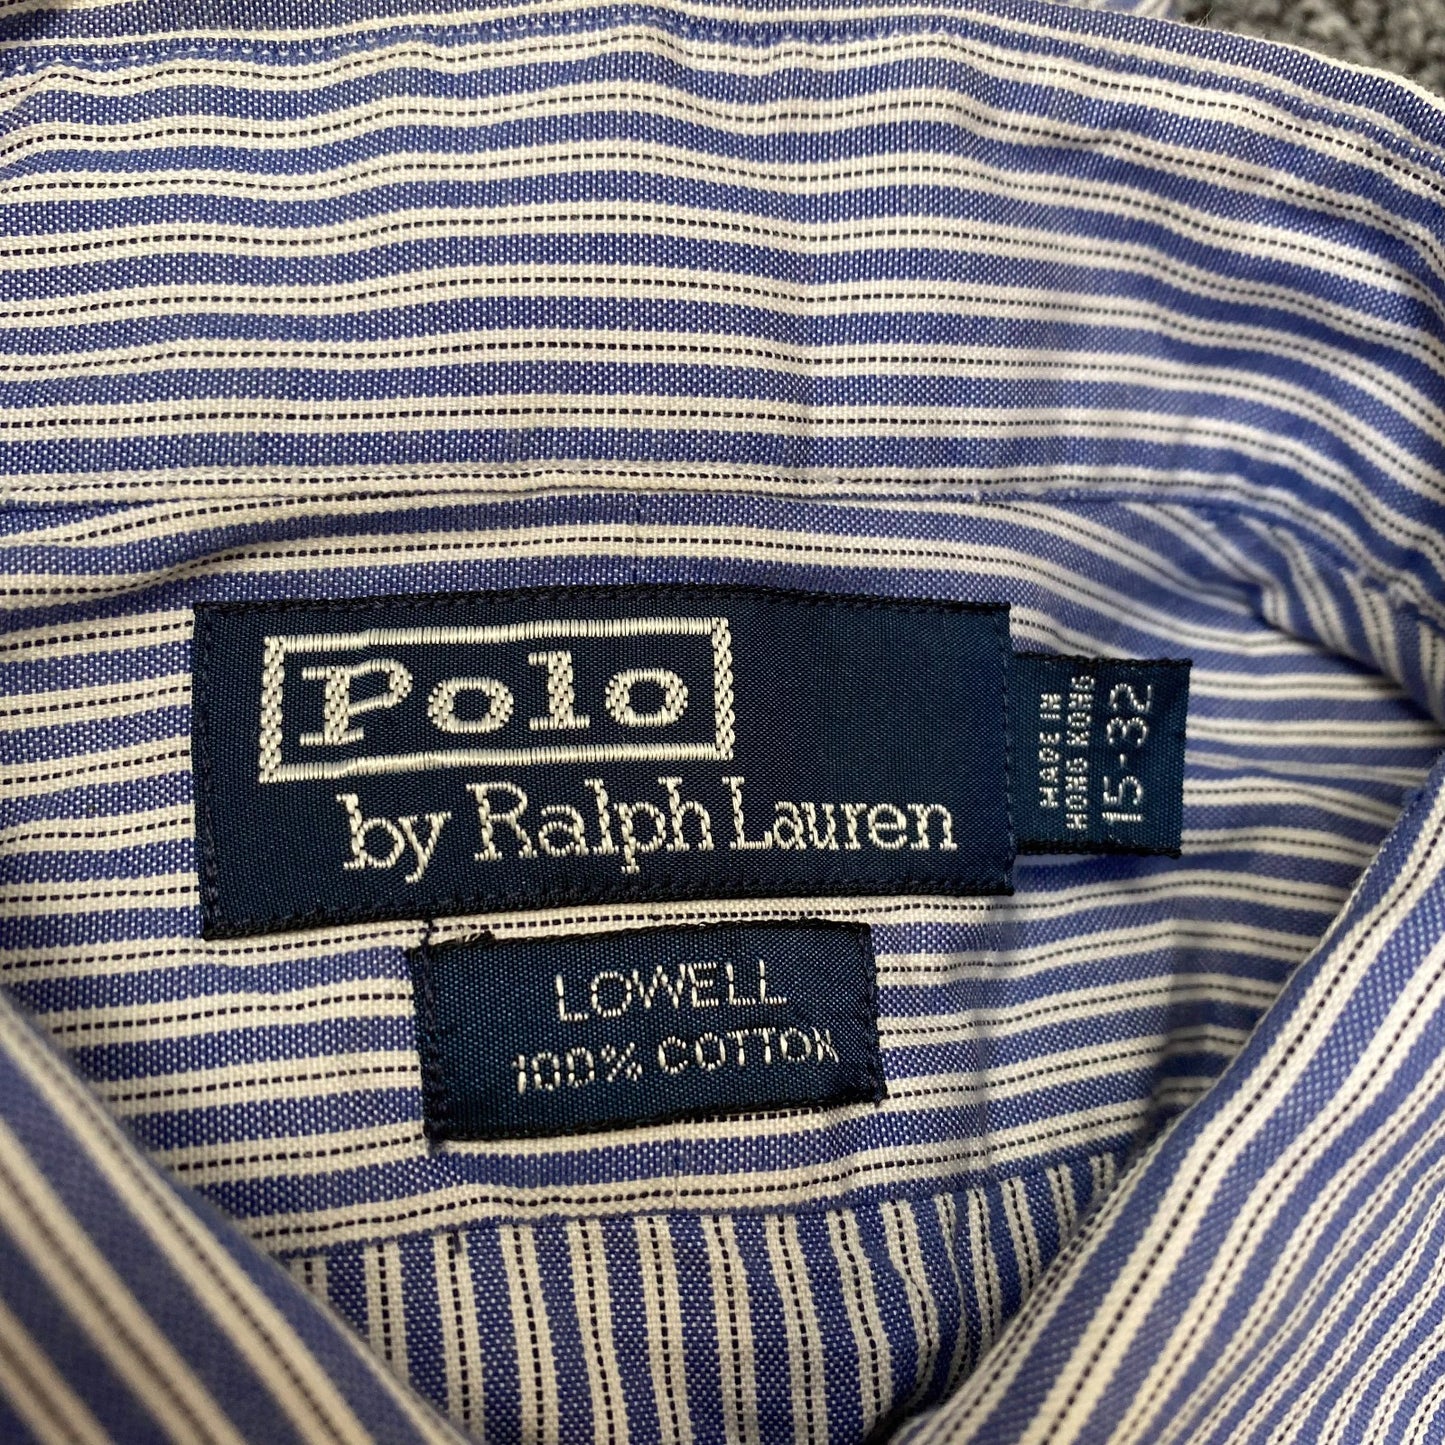 Polo
by Ralph Lauren
MADE IN
HONG KONG
15-32
LOWELL
100% COTTON